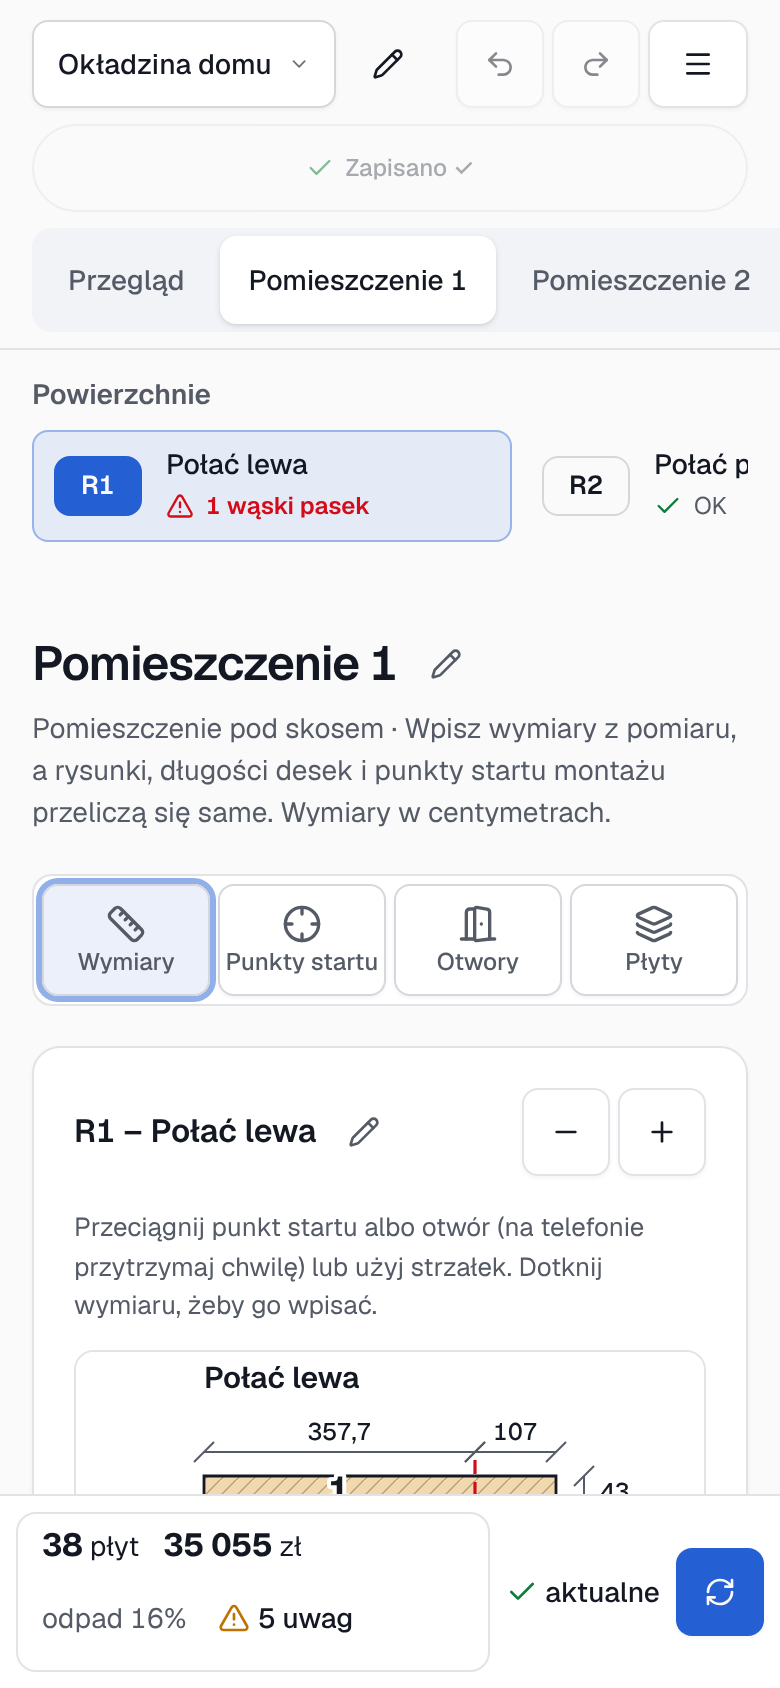 Okładzina domu
Zapisano ✓
Przegląd
Pomieszczenie 1
Pomieszczenie 2
Powierzchnie
R1
Połać lewa
1 wąski pasek
R2
Połać p
OK
Pomieszczenie 1
Pomieszczenie pod skosem · Wpisz wymiary z pomiaru,
a rysunki, długości desek i punkty startu montażu
przeliczą się same. Wymiary w centymetrach.
Wymiary
Punkty startu
Otwory
Płyty
R1 – Połać lewa
Przeciągnij punkt startu albo otwór (na telefonie
przytrzymaj chwilę) lub użyj strzałek. Dotknij
wymiaru, żeby go wpisać.
Połać lewa
357,7
107
1
43
38 płyt 35 055 zł
odpad 16%
5 uwag
aktualne